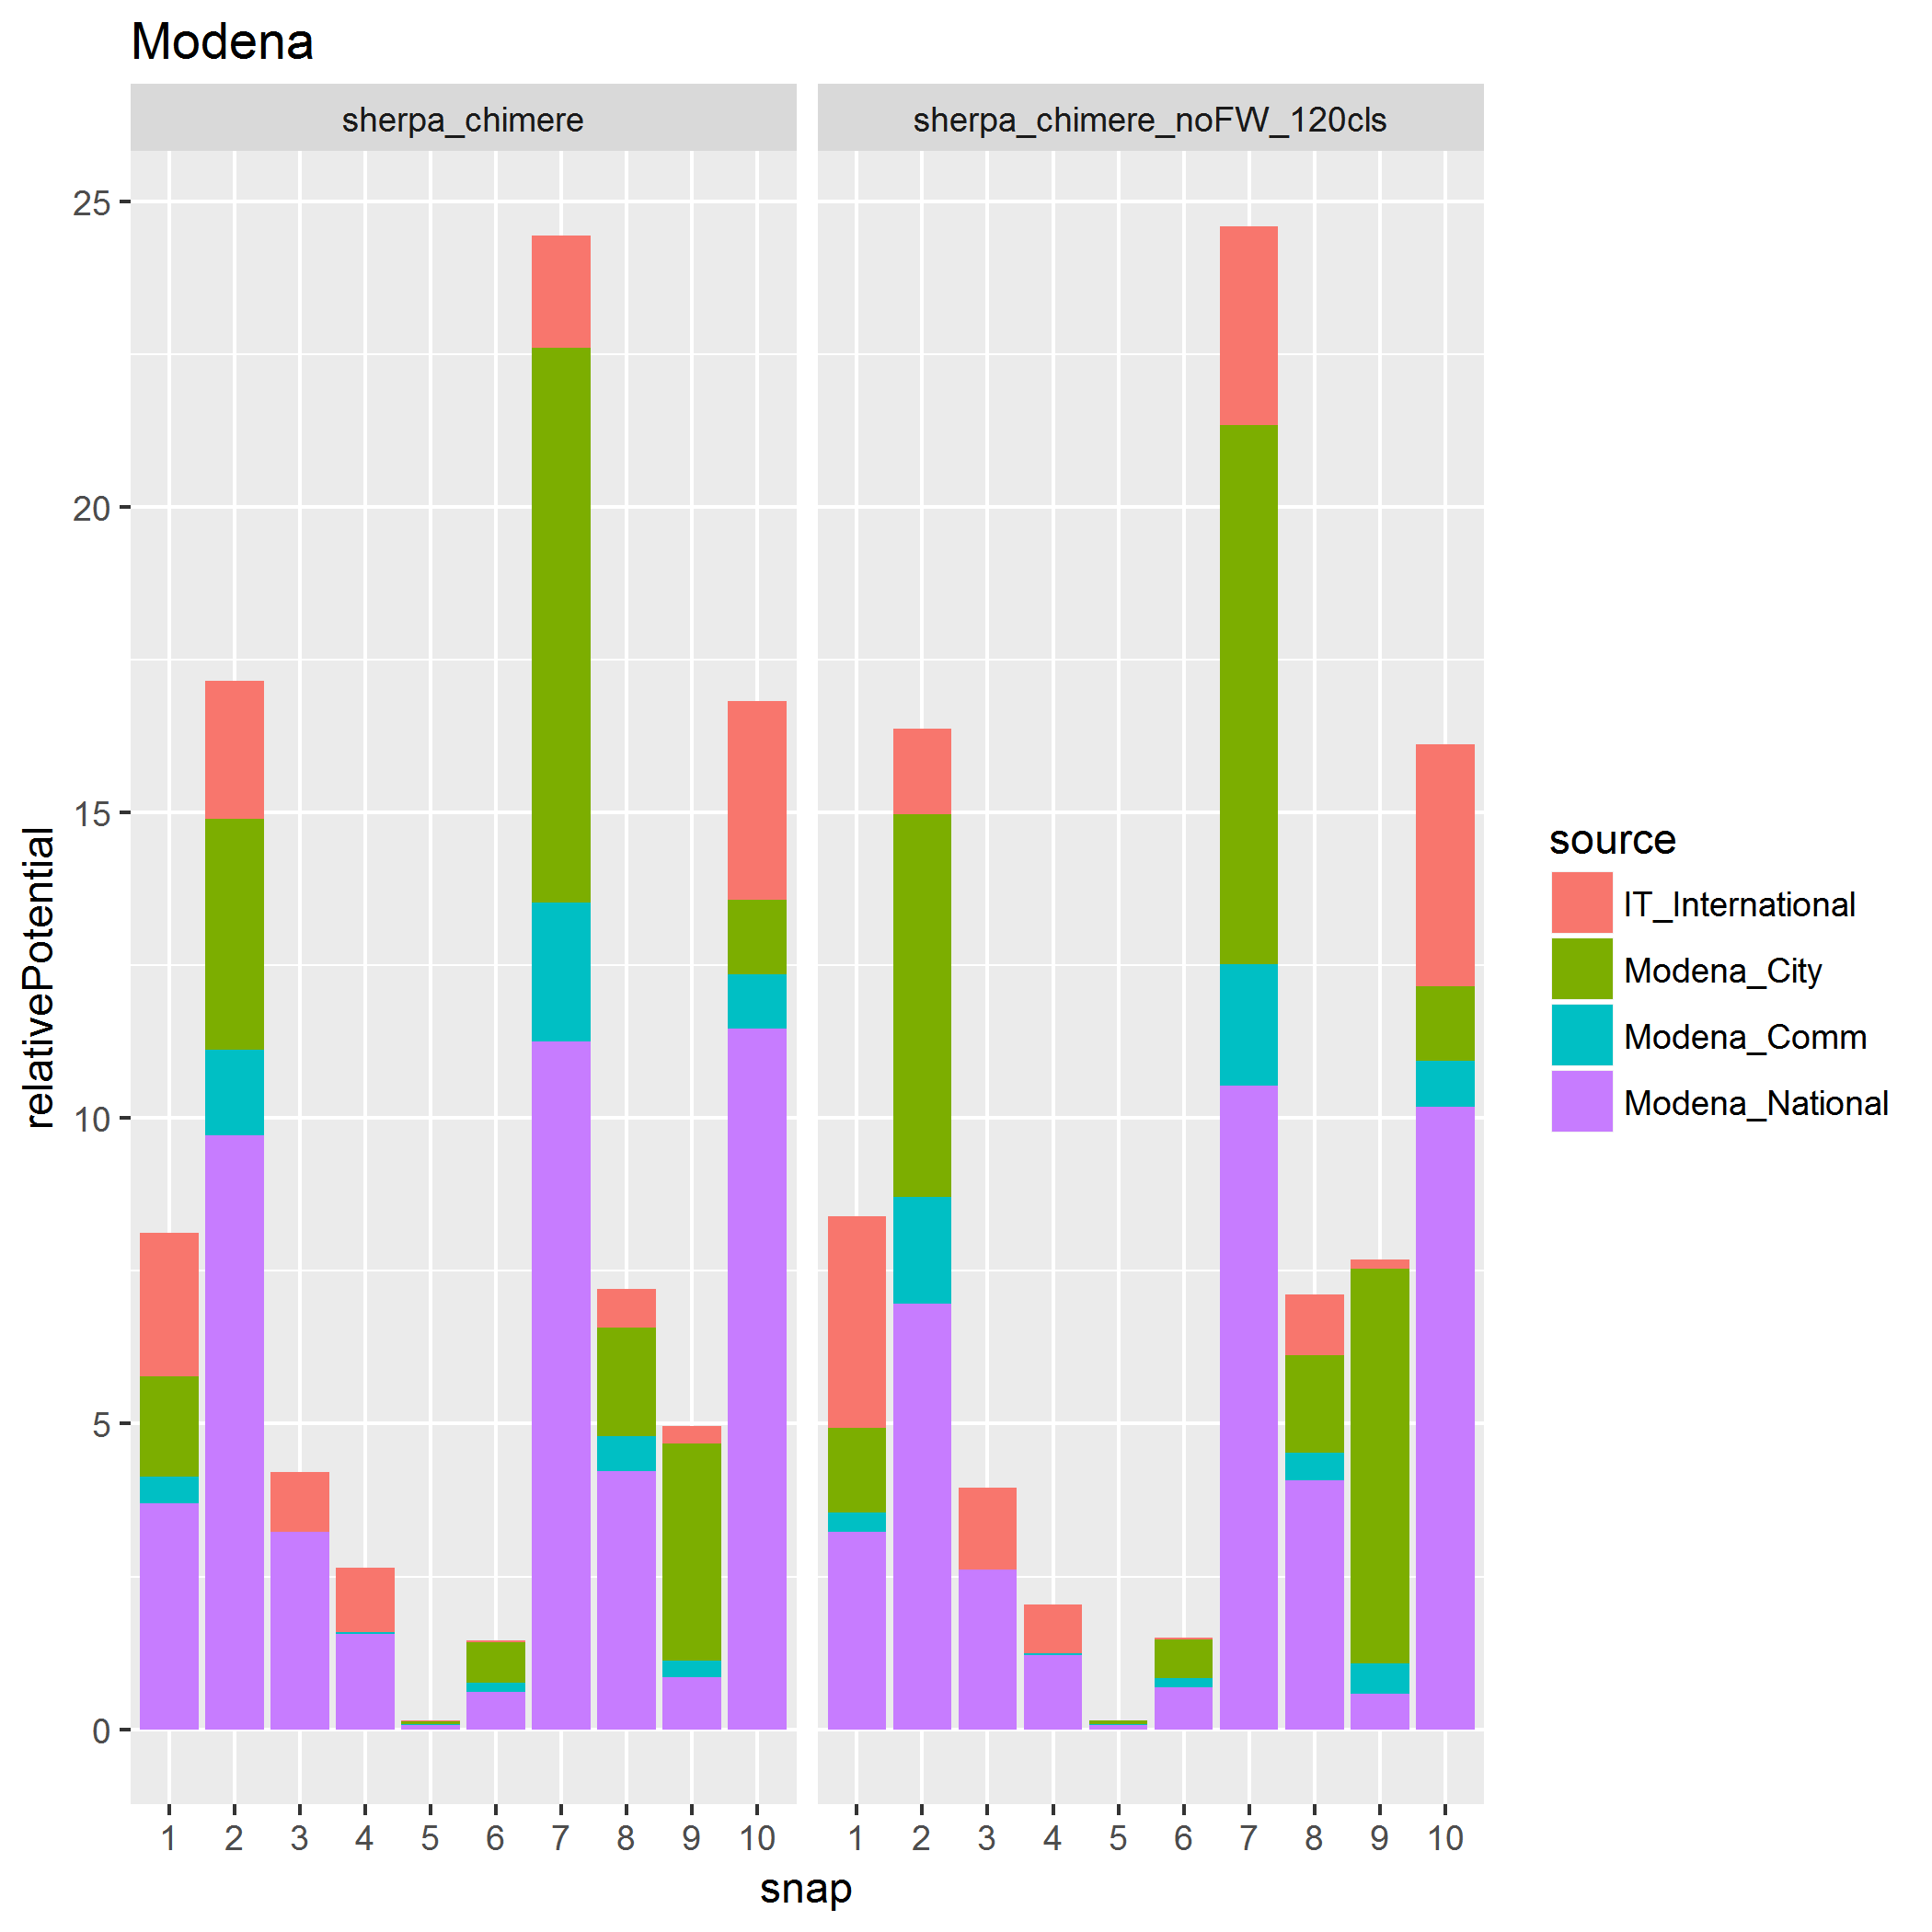 Modena
sherpa_chimere
sherpa_chimere_noFW_120cls
25
20
15
10
5
0
relativePotential
1 2 3 4 5 6 7 8 9 10
1 2 3 4 5 6 7 8 9 10
snap
source
IT_International
Modena_City
Modena_Comm
Modena_National